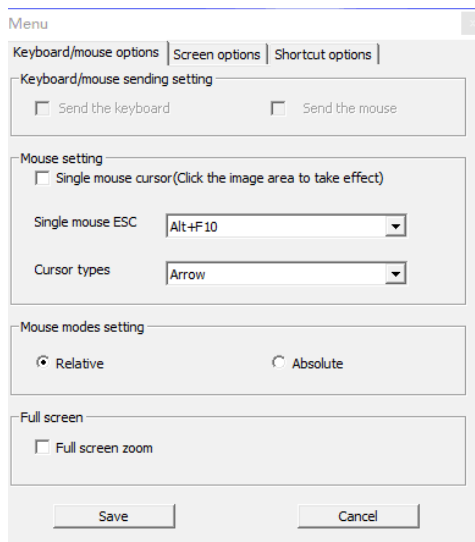 Menu
Keyboard/mouse options Screen options Shortcut options
Keyboard/mouse sending setting
Send the keyboard Send the mouse
Mouse setting
Single mouse cursor(Click the image area to take effect)
Single mouse ESC Alt+F10
Cursor types Arrow
Mouse modes setting
Relative Absolute
Full screen
Full screen zoom
Save Cancel